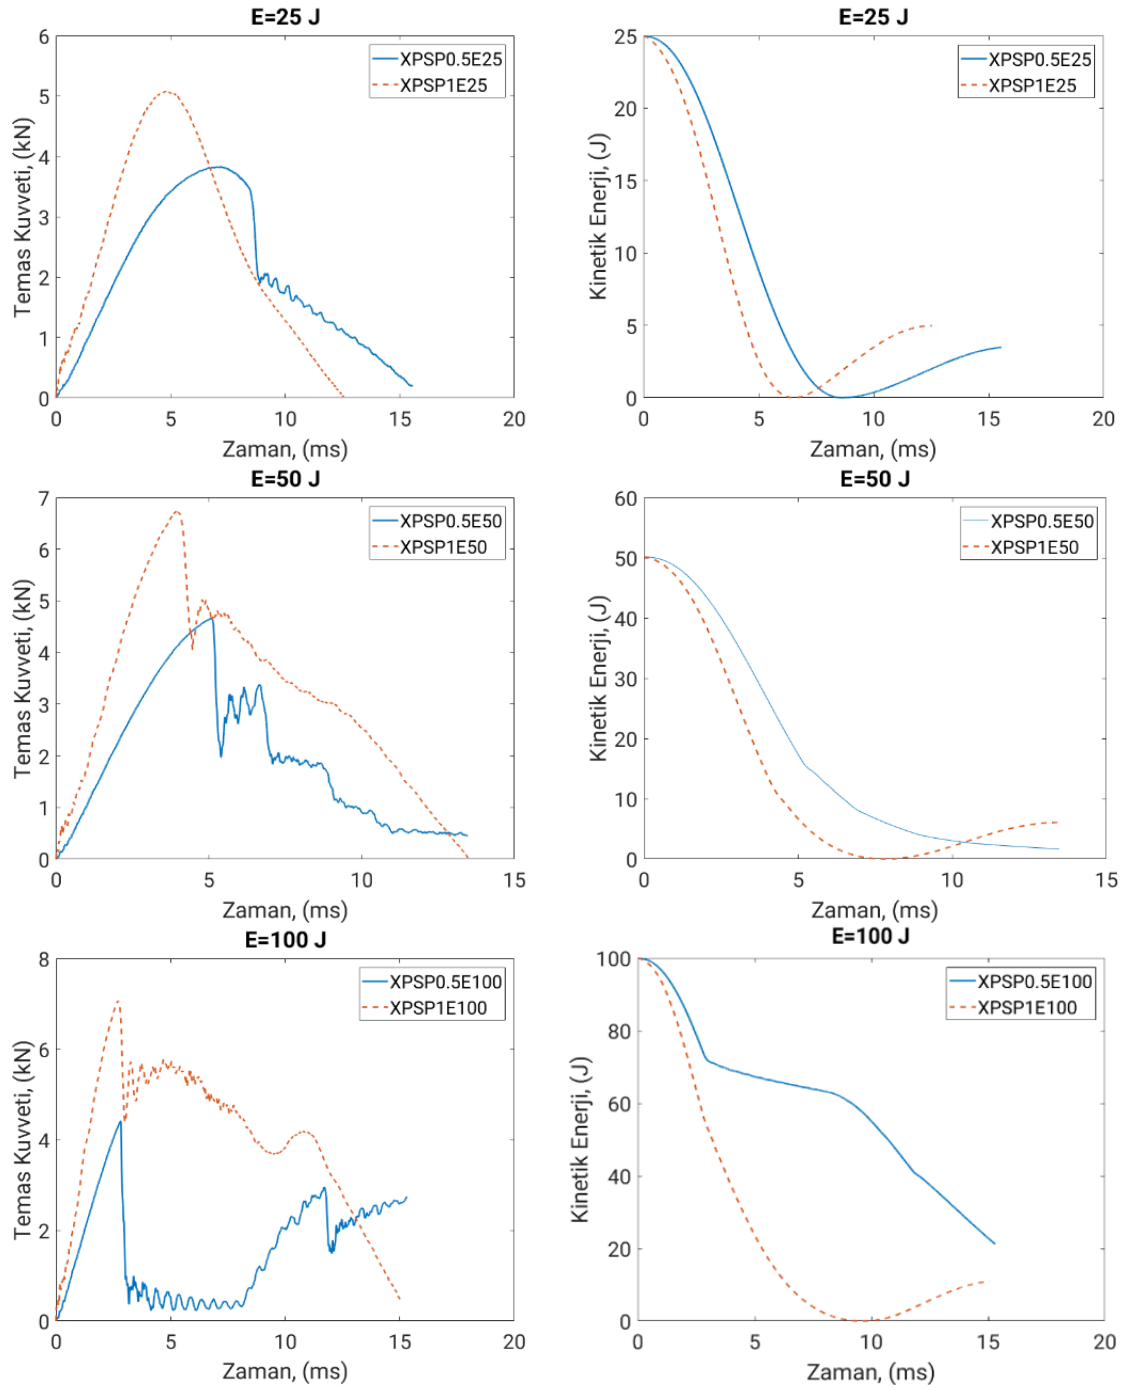 E=25 J
6
5
4
3
2
1
0
Temas Kuvveti, (kN)
XPSP0.5E25
XPSP1E25
0 5 10 15 20
Zaman, (ms)
E=25 J
25
20
15
10
5
0
Kinetik Enerji, (J)
XPSP0.5E25
XPSP1E25
0 5 10 15 20
Zaman, (ms)
E=50 J
7
6
5
4
3
2
1
0
Temas Kuvveti, (kN)
XPSP0.5E50
XPSP1E50
0 5 10 15
Zaman, (ms)
E=50 J
60
50
40
30
20
10
0
Kinetik Enerji, (J)
XPSP0.5E50
XPSP1E50
0 5 10 15
Zaman, (ms)
E=100 J
8
6
4
2
0
Temas Kuvveti, (kN)
XPSP0.5E100
XPSP1E100
0 5 10 15 20
Zaman, (ms)
E=100 J
100
80
60
40
20
0
Kinetik Enerji, (J)
XPSP0.5E100
XPSP1E100
0 5 10 15 20
Zaman, (ms)